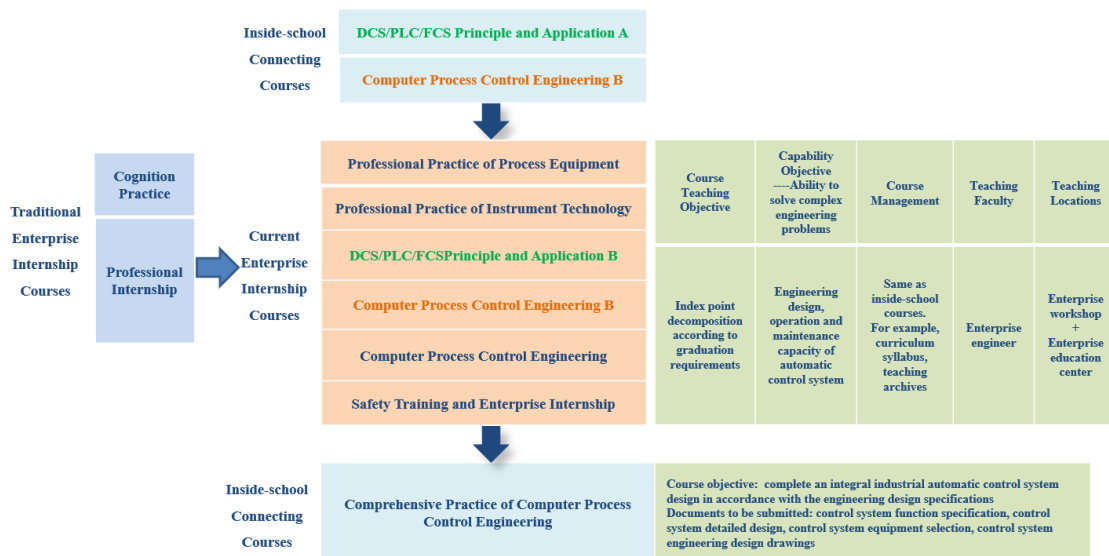 Inside-school
Connecting
Courses
DCS/PLC/FCS Principle and Application A
Computer Process Control Engineering B
Traditional
Enterprise
Internship
Courses
Cognition
Practice
Professional
Internship
Current
Enterprise
Internship
Courses
Professional Practice of Process Equipment
Professional Practice of Instrument Technology
DCS/PLC/FCSPrinciple and Application B
Computer Process Control Engineering B
Computer Process Control Engineering
Safety Training and Enterprise Internship
Course
Teaching
Objective
Capability
Objective
----Ability to
solve complex
engineering
problems
Course
Management
Teaching
Faculty
Teaching
Locations
Index point
decomposition
according to
graduation
requirements
Engineering
design,
operation and
maintenance
capacity of
automatic
control system
Same as
inside-school
courses.
For example,
curriculum
syllabus,
teaching
archives
Enterprise
engineer
Enterprise
workshop
+
Enterprise
education
center
Inside-school
Connecting
Courses
Comprehensive Practice of Computer Process
Control Engineering
Course objective: complete an integral industrial automatic control system
design in accordance with the engineering design specifications
Documents to be submitted: control system function specification, control
system detailed design, control system equipment selection, control system
engineering design drawings